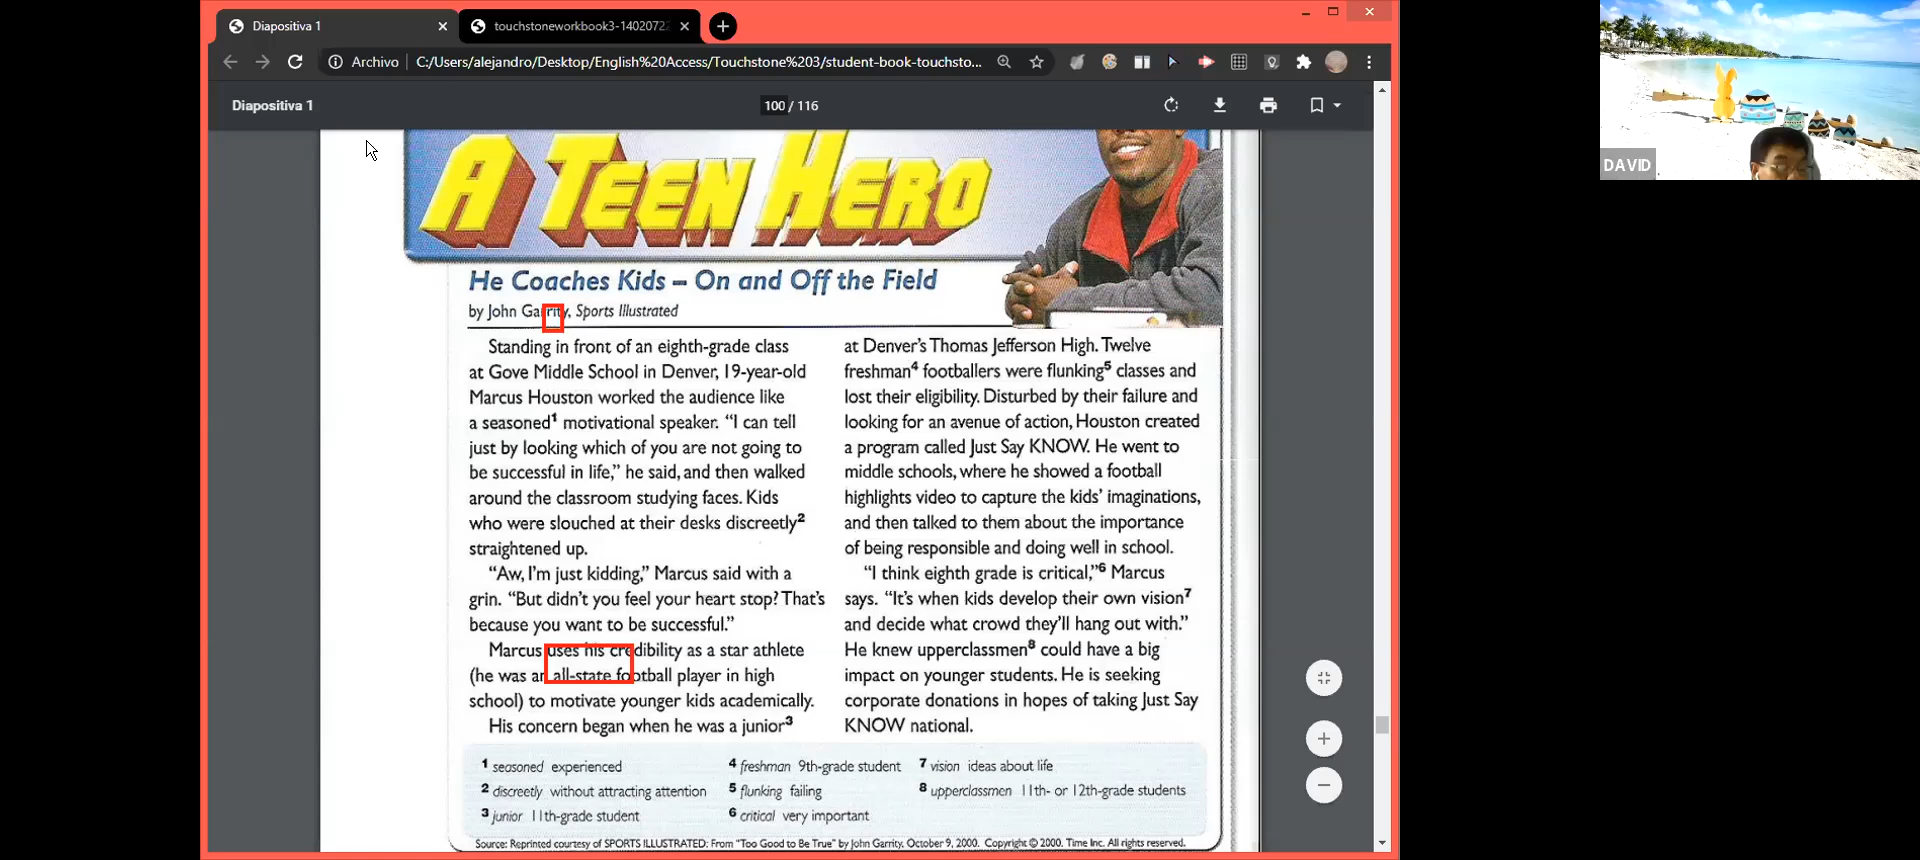 Diapositiva 1
touchstoneworkbook3-1402072
Archivo
C:/Users/alejandro/Desktop/English%20Access/Touchstone%203/student-book-touchsto...
Diapositiva 1
100 / 116
A TEEN HERO
He Coaches Kids – On and Off the Field
by John Garrity, Sports Illustrated
Standing in front of an eighth-grade class
at Gove Middle School in Denver, 19-year-old
Marcus Houston worked the audience like
a seasoned¹ motivational speaker. “I can tell
just by looking which of you are not going to
be successful in life,” he said, and then walked
around the classroom studying faces. Kids
who were slouched at their desks discreetly²
straightened up.
“Aw, I'm just kidding,” Marcus said with a
grin. “But didn't you feel your heart stop? That's
because you want to be successful.”
Marcus uses his credibility as a star athlete
(he was an all-state football player in high
school) to motivate younger kids academically.
His concern began when he was a junior³
at Denver's Thomas Jefferson High. Twelve
freshman⁴ footballers were flunking⁵ classes and
lost their eligibility. Disturbed by their failure and
looking for an avenue of action, Houston created
a program called Just Say KNOW. He went to
middle schools, where he showed a football
highlights video to capture the kids' imaginations,
and then talked to them about the importance
of being responsible and doing well in school.
“I think eighth grade is critical,”⁶ Marcus
says. “It's when kids develop their own vision⁷
and decide what crowd they'll hang out with.”
He knew upperclassmen⁸ could have a big
impact on younger students. He is seeking
corporate donations in hopes of taking Just Say
KNOW national.
¹ seasoned experienced
² discreetly without attracting attention
³ junior 11th-grade student
⁴ freshman 9th-grade student
⁵ flunking failing
⁶ critical very important
⁷ vision ideas about life
⁸ upperclassmen 11th- or 12th-grade students
Source: Reprinted courtesy of SPORTS ILLUSTRATED: From “Too Good to Be True” by John Garrity, October 9, 2000. Copyright © 2000. Time Inc. All rights reserved.
DAVID